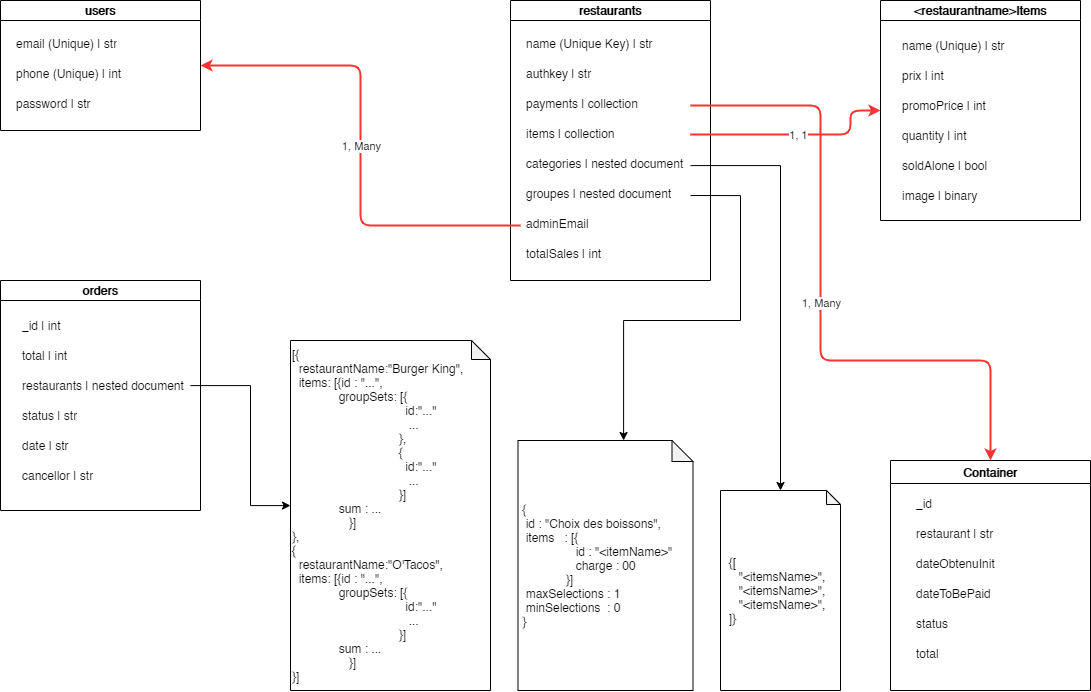 users
email (Unique) | str
phone (Unique) | int
password | str
restaurants
name (Unique Key) | str
authkey | str
payments | collection
items | collection
categories | nested document
groupes | nested document
adminEmail
totalSales | int
<restaurantname>Items
name (Unique) | str
prix | int
promoPrice | int
quantity | int
soldAlone | bool
image | binary
1, Many
1, 1
1, Many
orders
_id | int
total | int
restaurants | nested document
status | str
date | str
cancellor | str
[{
restaurantName:"Burger King",
items: [{id : "...",
groupSets: [{
id:"..."
...
},
{
id:"..."
...
}]
sum : ...
}]
},
{
restaurantName:"O'Tacos",
items: [{id : "...",
groupSets: [{
id:"..."
...
}]
sum : ...
}]
}]
{
id : "Choix des boissons",
items : [{
id : "<itemName>"
charge : 00
}]
maxSelections : 1
minSelections : 0
}
{[
"<itemsName>",
"<itemsName>",
"<itemsName>",
]}
Container
_id
restaurant | str
dateObtenuInit
dateToBePaid
status
total